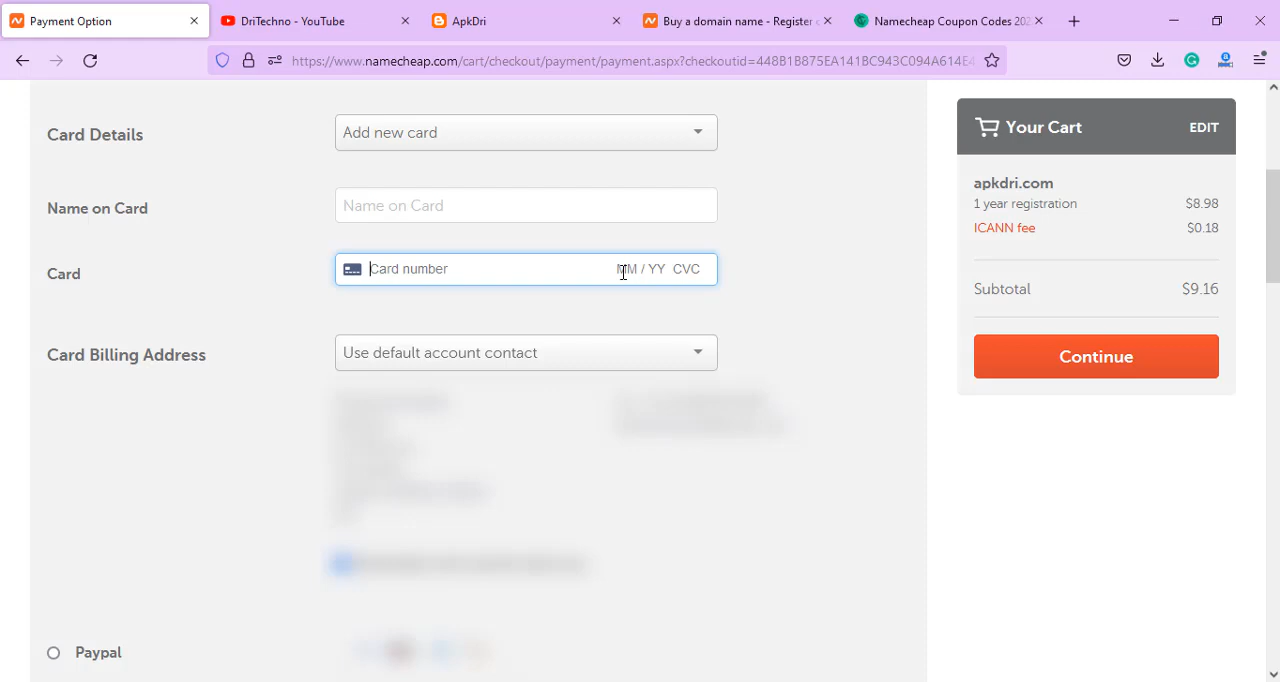 Payment Option
DriTechno - YouTube
ApkDri
Buy a domain name - Register
Namecheap Coupon Codes 202
https://www.namecheap.com/cart/checkout/payment/payment.aspx?checkoutid=448B1B875EA141BC943C094A614E4
Card Details
Add new card
Name on Card
Name on Card
Card
Card number
MM / YY CVC
Card Billing Address
Use default account contact
Paypal
Your Cart
EDIT
apkdri.com
1 year registration
$8.98
ICANN fee
$0.18
Subtotal
$9.16
Continue